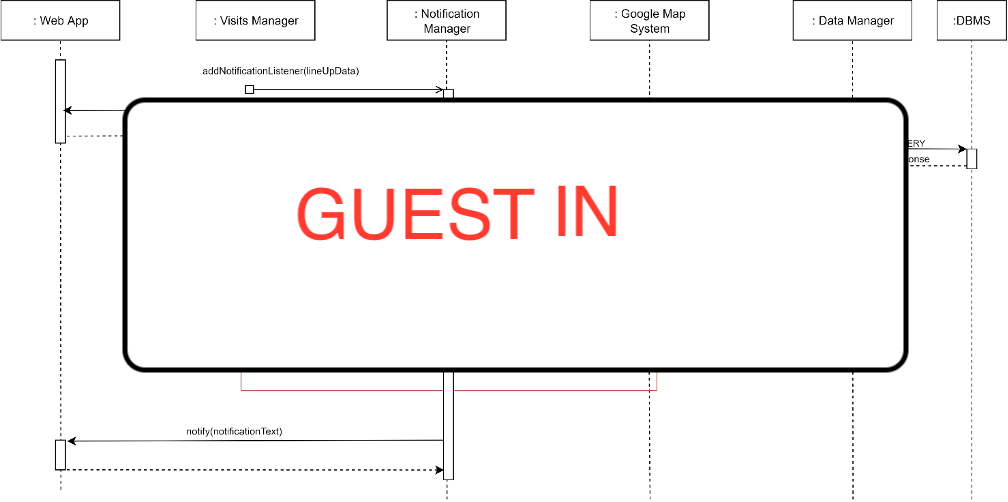 : Web App
: Visits Manager
: Notification
Manager
: Google Map
System
: Data Manager
:DBMS
addNotificationListener(lineUpData)
GUEST IN
notify(notificationText)